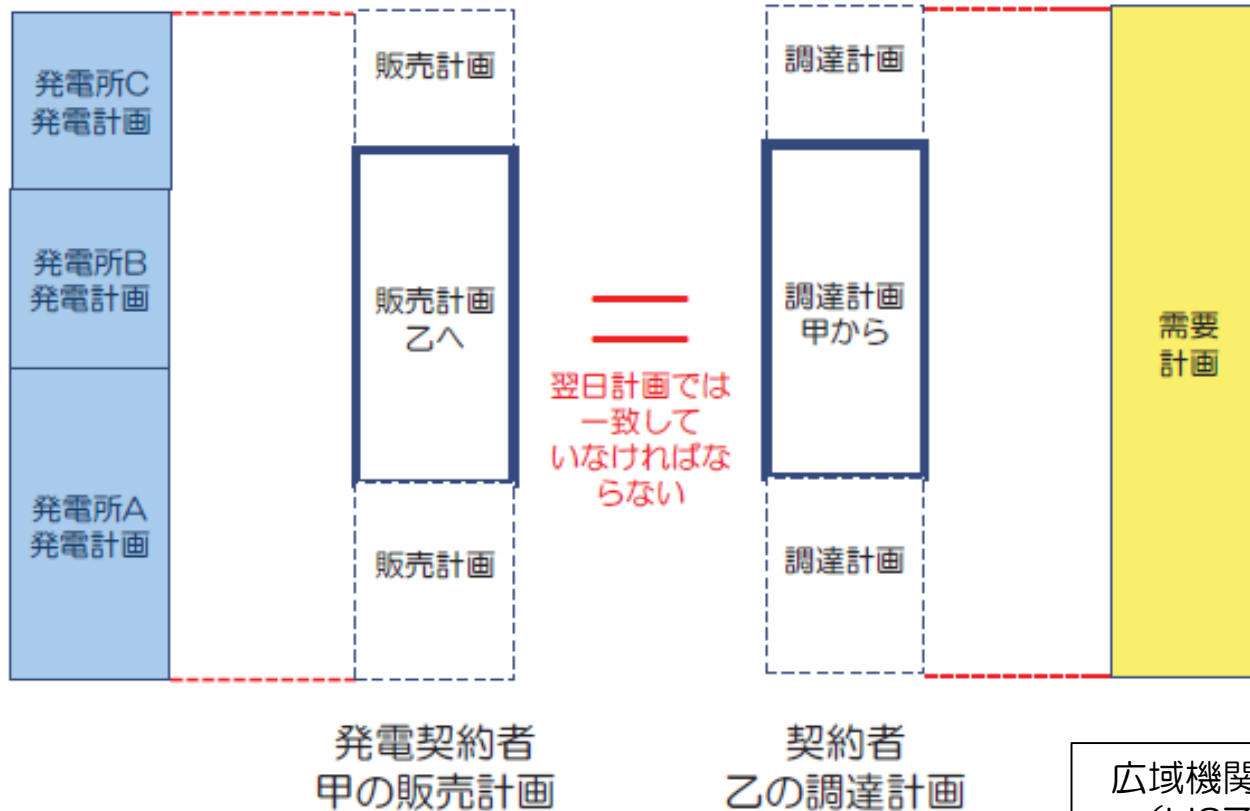 発電所C
発電計画
発電所B
発電計画
発電所A
発電計画
販売計画
販売計画
乙へ
販売計画
翌日計画では
一致して
いなければな
らない
調達計画
調達計画
甲から
調達計画
需要
計画
発電契約者
甲の販売計画
契約者
乙の調達計画
広域機関